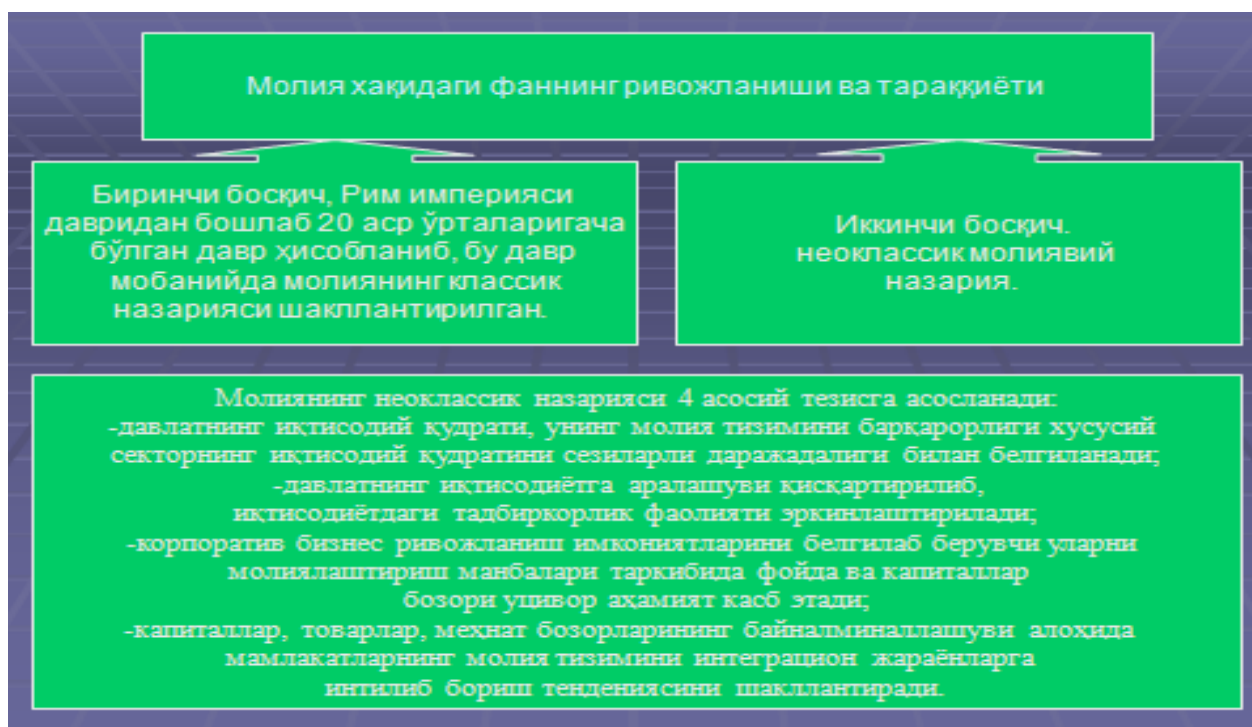 Молия хақидаги фаннинг ривожланиши ва тараққиёти
Биринчи босқич, Рим империяси
давридан бошлаб 20 аср ўрталаригача
бўлган давр ҳисобланиб, бу давр
мобанийда молиянинг классик
назарияси шакллантирилган.
Иккинчи босқич.
неоклассик молиявий
назария.
Молиянинг неоклассик назарияси 4 асосий тезисга асосланади:
-давлатнинг иқтисодий қудрати, унинг молия тизимини барқарорлиги хусусий
секторнинг иқтисодий қудратини сезиларли даражадалиги билан белгиланади;
-давлатнинг иқтисодиётга аралашуви қисқартирилиб,
иқтисодиётдаги тадбиркорлик фаолияти эркинлаштирилади;
-корпоратив бизнес ривожланиш имкониятларини белгилаб берувчи уларни
молиялаштириш манбалари таркибида фойда ва капиталлар
бозори уцивор аҳамият касб этади;
-капиталлар, товарлар, меҳнат бозорларининг байналминаллашуви алоҳида
мамлакатларнинг молия тизимини интеграцион жараёнларга
интилиб бориш тенденциясини шакллантиради.